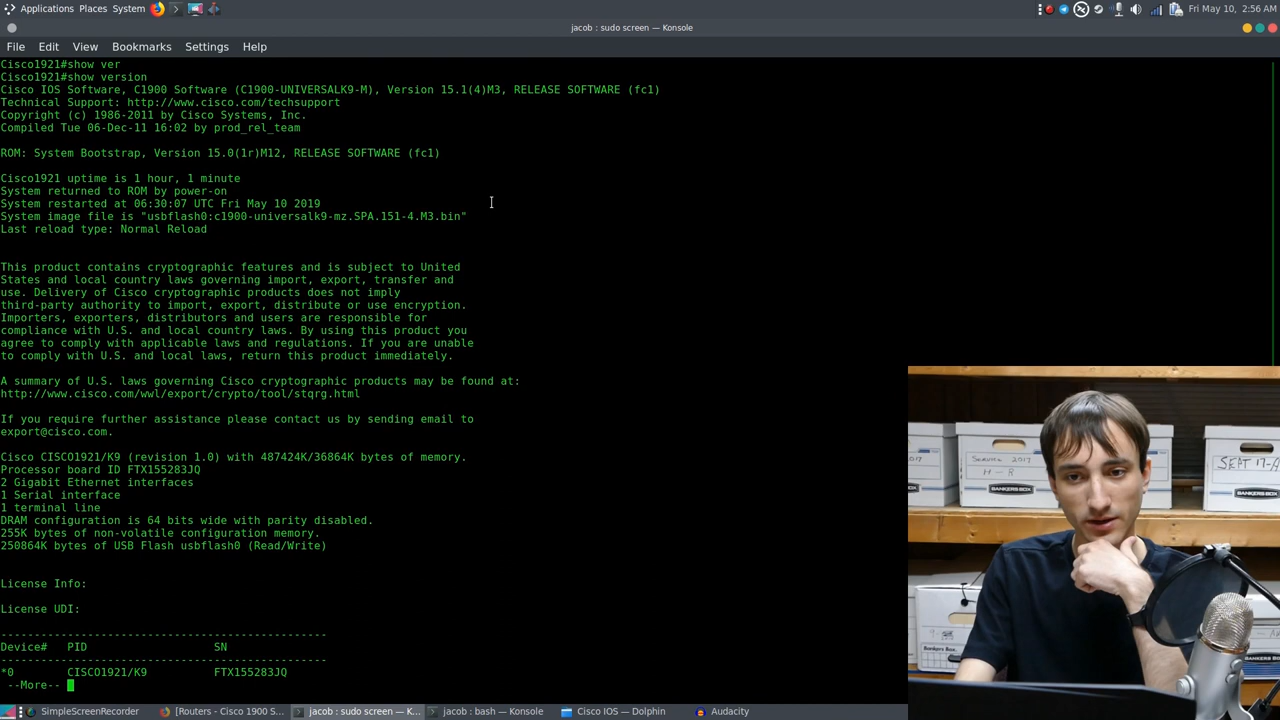 Applications Places System
Fri May 10, 2:56 AM
jacob : sudo screen — Konsole
File Edit View Bookmarks Settings Help
Cisco1921#show ver
Cisco1921#show version
Cisco IOS Software, C1900 Software (C1900-UNIVERSALK9-M), Version 15.1(4)M3, RELEASE SOFTWARE (fc1)
Technical Support: http://www.cisco.com/techsupport
Copyright (c) 1986-2011 by Cisco Systems, Inc.
Compiled Tue 06-Dec-11 16:02 by prod_rel_team
ROM: System Bootstrap, Version 15.0(1r)M12, RELEASE SOFTWARE (fc1)
Cisco1921 uptime is 1 hour, 1 minute
System returned to ROM by power-on
System restarted at 06:30:07 UTC Fri May 10 2019
System image file is "usbflash0:c1900-universalk9-mz.SPA.151-4.M3.bin"
Last reload type: Normal Reload
This product contains cryptographic features and is subject to United
States and local country laws governing import, export, transfer and
use. Delivery of Cisco cryptographic products does not imply
third-party authority to import, export, distribute or use encryption.
Importers, exporters, distributors and users are responsible for
compliance with U.S. and local country laws. By using this product you
agree to comply with applicable laws and regulations. If you are unable
to comply with U.S. and local laws, return this product immediately.
A summary of U.S. laws governing Cisco cryptographic products may be found at:
http://www.cisco.com/wwl/export/crypto/tool/stqrg.html
If you require further assistance please contact us by sending email to
export@cisco.com.
Cisco CISCO1921/K9 (revision 1.0) with 487424K/36864K bytes of memory.
Processor board ID FTX155283JQ
2 Gigabit Ethernet interfaces
1 Serial interface
1 terminal line
DRAM configuration is 64 bits wide with parity disabled.
255K bytes of non-volatile configuration memory.
250864K bytes of USB Flash usbflash0 (Read/Write)
License Info:
License UDI:
-------------------------------------------------
Device# PID SN
-------------------------------------------------
*0 CISCO1921/K9 FTX155283JQ
--More--
2017
H - R
BANKERS BOX
SEPT 17-
BANKERS BOX
Bankers Box
SimpleScreenRecorder
[Routers - Cisco 1900 S...
jacob : sudo screen — K...
jacob : bash — Konsole
Cisco IOS — Dolphin
Audacity